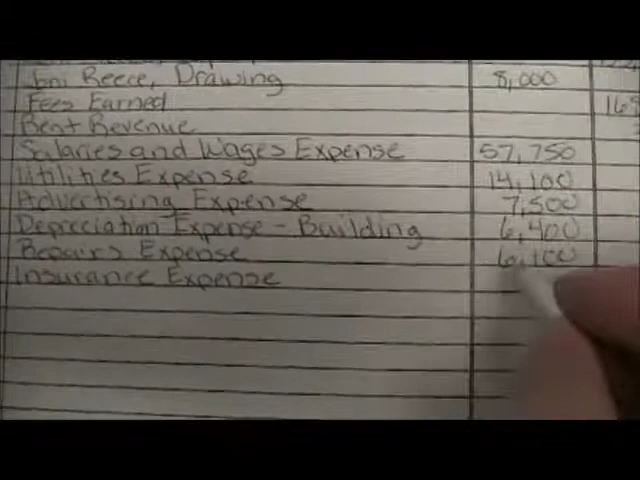 Reece, Drawing 8,000
Fees Earned
Rent Revenue
Salaries and Wages Expense 57,750
Utilities Expense 14,100
Advertising Expense 7,500
Depreciation Expense - Building 6,400
Repairs Expense 6,100
Insurance Expense